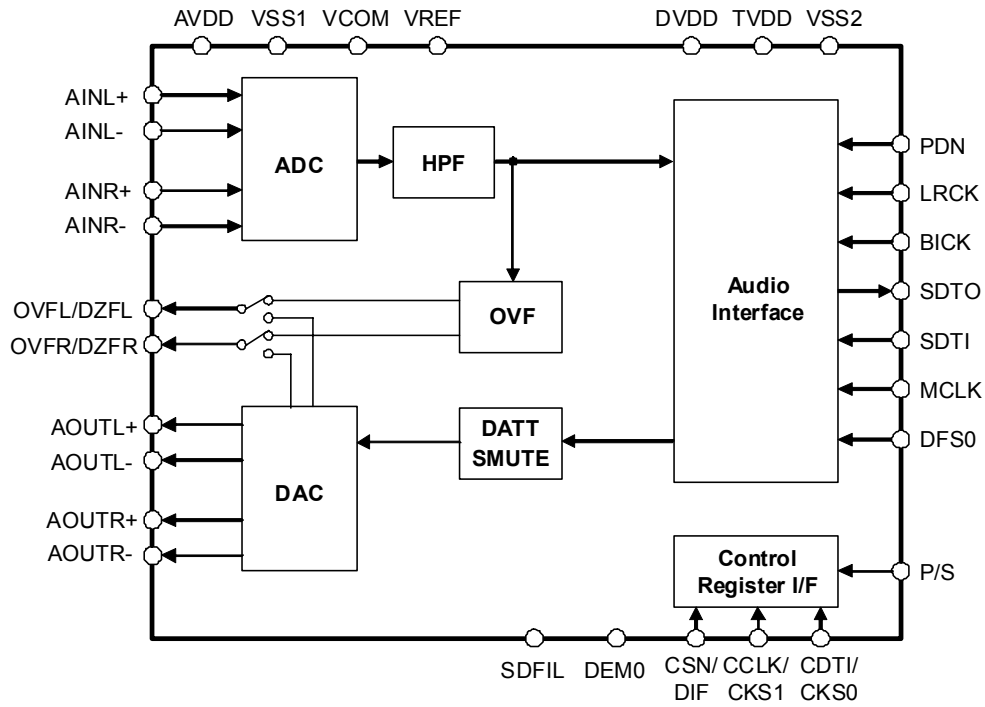 AVDD VSS1 VCOM VREF DVDD TVDD VSS2
AINL+
AINL-
AINR+
AINR-
ADC
HPF
OVF
OVFL/DZFL
OVFR/DZFR
AOUTL+
AOUTL-
AOUTR+
AOUTR-
DAC
DATT
SMUTE
Audio
Interface
PDN
LRCK
BICK
SDTO
SDTI
MCLK
DFS0
Control
Register I/F
P/S
SDFIL DEM0 CSN/ CCLK/ CDTI/
DIF CKS1 CKS0